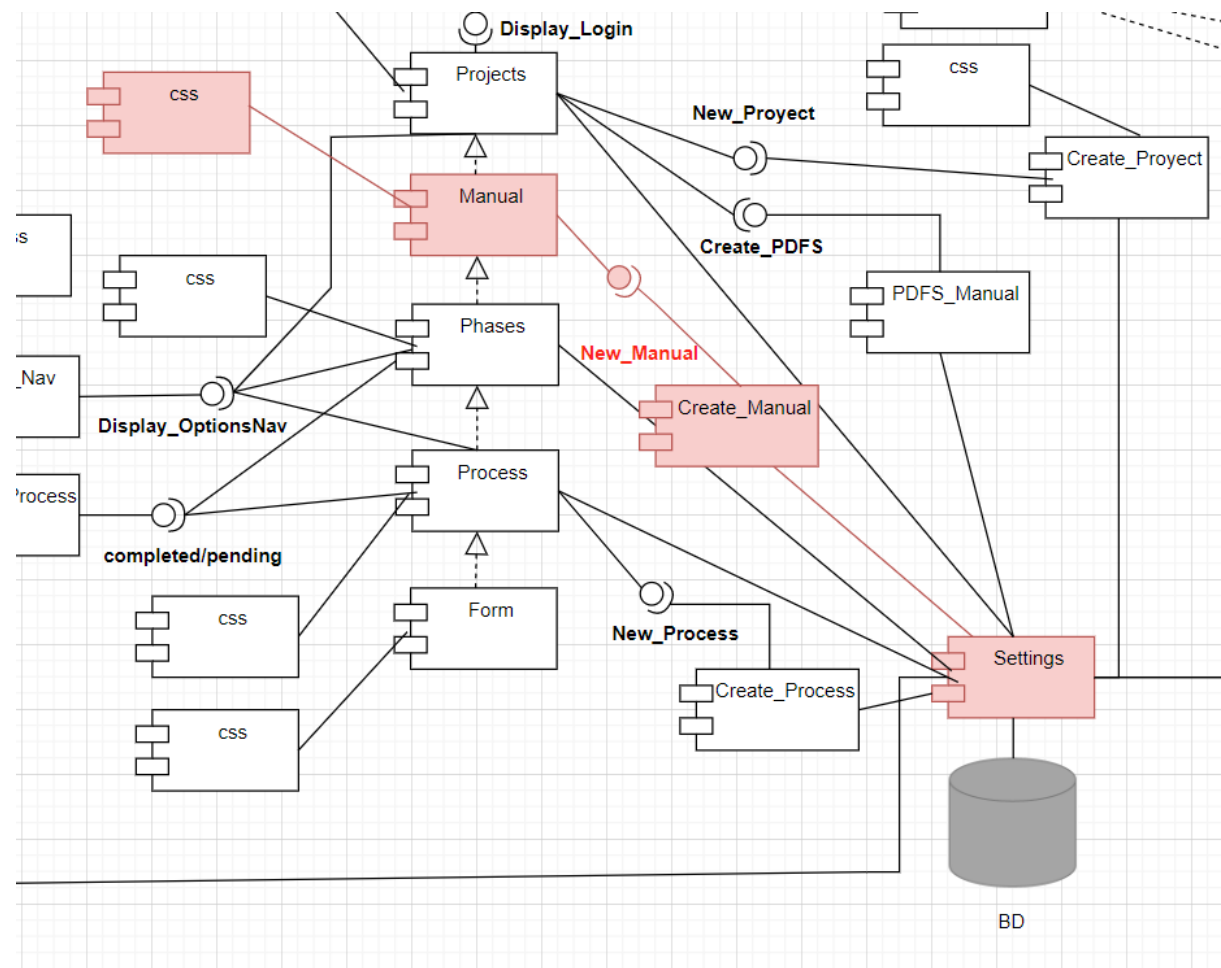 Display_Login
Projects
css
css
New_Proyect
Create_Proyect
Manual
ss
Create_PDFS
css
PDFS_Manual
Phases
New_Manual
_Nav
Create_Manual
Display_OptionsNav
Process
Process
completed/pending
css
Form
New_Process
Settings
Create_Process
css
BD